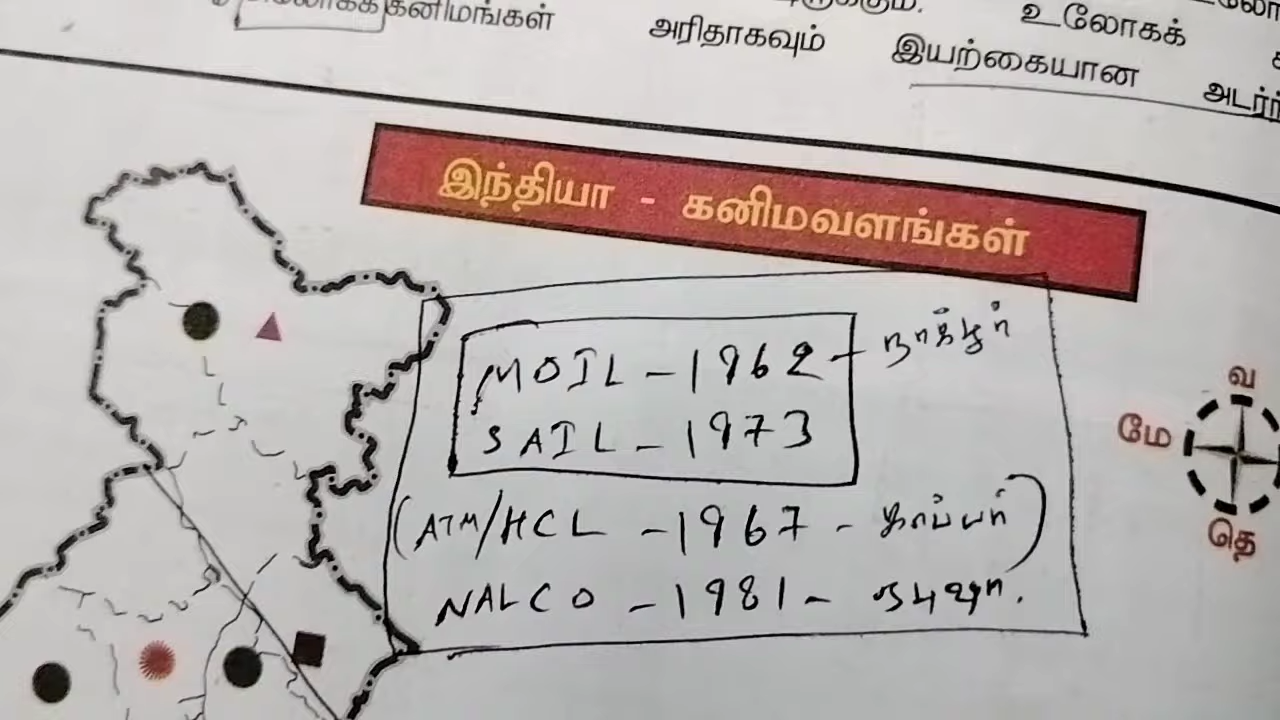 கனிமங்கள் அரிதாகவும் உலோகக்
இயற்கையான
இந்தியா - கனிமவளங்கள்
MOIL - 1962 - நாக்பூர்
SAIL - 1973
(ATM/HCL - 1967 - காப்பர்)
NALCO - 1981 -
வ
மே
தெ